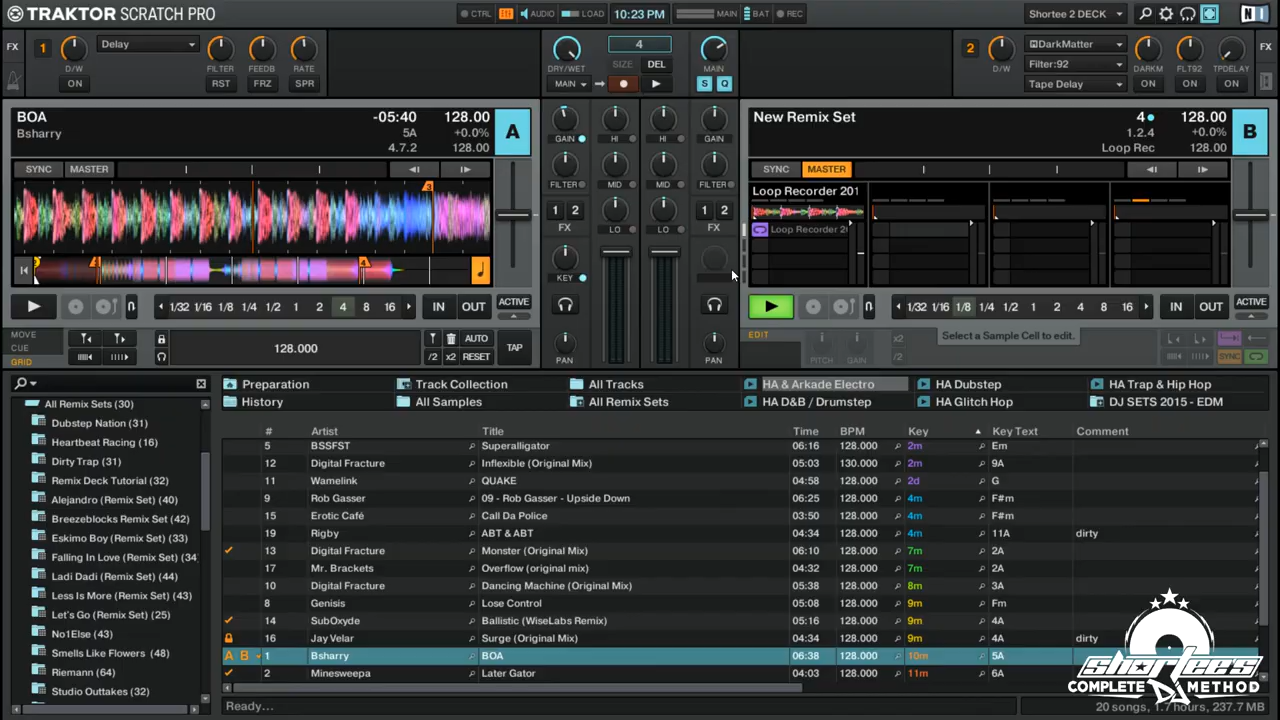 TRAKTOR SCRATCH PRO
CTRL AUDIO LOAD 10:23 PM MAIN BAT REC
Shortee 2 DECK
FX 1 Delay
D/W FILTER FEEDB RATE
ON RST FRZ SPR
DRY/WET 4 MAIN
SIZE DEL
MAIN S Q
2 DarkMatter
Filter:92
Tape Delay
D/W DARKM FLT92 TPDELAY
ON ON ON
FX
BOA -05:40 128.00 A
Bsharry 5A +0.0%
4.7.2 128.00
SYNC MASTER
3
4
1/32 1/16 1/8 1/4 1/2 1 2 4 8 16 IN OUT ACTIVE
MOVE
CUE
GRID
128.000
AUTO
/2 x2 RESET
TAP
GAIN HI HI GAIN
FILTER MID MID FILTER
1 2 LO LO 1 2
FX FX
KEY
PAN PAN
New Remix Set 4 128.00 B
1.2.4 +0.0%
Loop Rec 128.00
SYNC MASTER
Loop Recorder 201
Loop Recorder 20
1/32 1/16 1/8 1/4 1/2 1 2 4 8 16 IN OUT ACTIVE
EDIT
Select a Sample Cell to edit.
PITCH GAIN
x2
/2
SYNC
Preparation Track Collection All Tracks HA & Arkade Electro HA Dubstep HA Trap & Hip Hop
History All Samples All Remix Sets HA D&B / Drumstep HA Glitch Hop DJ SETS 2015 - EDM
All Remix Sets (30)
Dubstep Nation (31)
Heartbeat Racing (16)
Dirty Trap (31)
Remix Deck Tutorial (32)
Alejandro (Remix Set) (40)
Breezeblocks Remix Set (42)
Eskimo Boy (Remix Set) (33)
Falling In Love (Remix Set) (34
Ladi Dadi (Remix Set) (44)
Less Is More (Remix Set) (43)
Let's Go (Remix Set) (25)
No1Else (43)
Smells Like Flowers (48)
Riemann (64)
Studio Outtakes (32)
# Artist Title Time BPM Key Key Text Comment
5 BSSFST Superalligator 06:16 128.000 2m Em
12 Digital Fracture Inflexible (Original Mix) 05:03 130.000 2m 9A
11 Wamelink QUAKE 04:58 128.000 2d G
9 Rob Gasser 09 - Rob Gasser - Upside Down 06:25 128.000 4m F#m
15 Erotic Café Call Da Police 03:50 128.000 4m F#m
19 Rigby ABT & ABT 04:34 128.000 4m 11A dirty
13 Digital Fracture Monster (Original Mix) 06:10 128.000 7m 2A
17 Mr. Brackets Overflow (original mix) 04:32 128.000 7m 2A
10 Digital Fracture Dancing Machine (Original Mix) 05:38 128.000 8m 3A
8 Genisis Lose Control 05:08 128.000 9m Fm
14 SubOxyde Ballistic (WiseLabs Remix) 05:16 128.000 9m 4A
16 Jay Velar Surge (Original Mix) 04:34 128.000 9m 4A dirty
A B 1 Bsharry BOA 06:38 128.000 10m 5A
2 Minesweepa Later Gator 04:03 128.000 11m 6A
Ready...
20 songs, 1.7 hours, 237.7 MB
shortee's
COMPLETE DJ METHOD